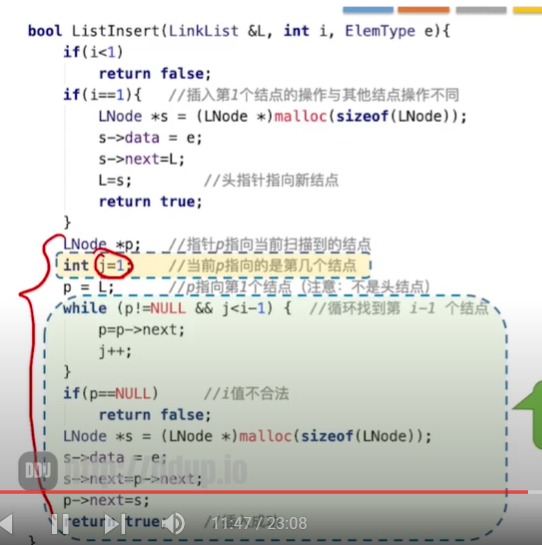 bool ListInsert(LinkList &L, int i, ElemType e){
if(i<1)
return false;
if(i==1){ //插入第1个结点的操作与其他结点操作不同
LNode *s = (LNode *)malloc(sizeof(LNode));
s->data = e;
s->next=L;
L=s; //头指针指向新结点
return true;
}
LNode *p; //指针p指向当前扫描到的结点
int j=1; //当前p指向的是第几个结点
p = L; //p指向第1个结点（注意：不是头结点）
while (p!=NULL && j<i-1) { //循环找到第 i-1 个结点
p=p->next;
j++;
}
if(p==NULL) //i值不合法
return false;
LNode *s = (LNode *)malloc(sizeof(LNode));
s->data = e;
s->next=p->next;
p->next=s;
return true;
}
11:47 / 23:08